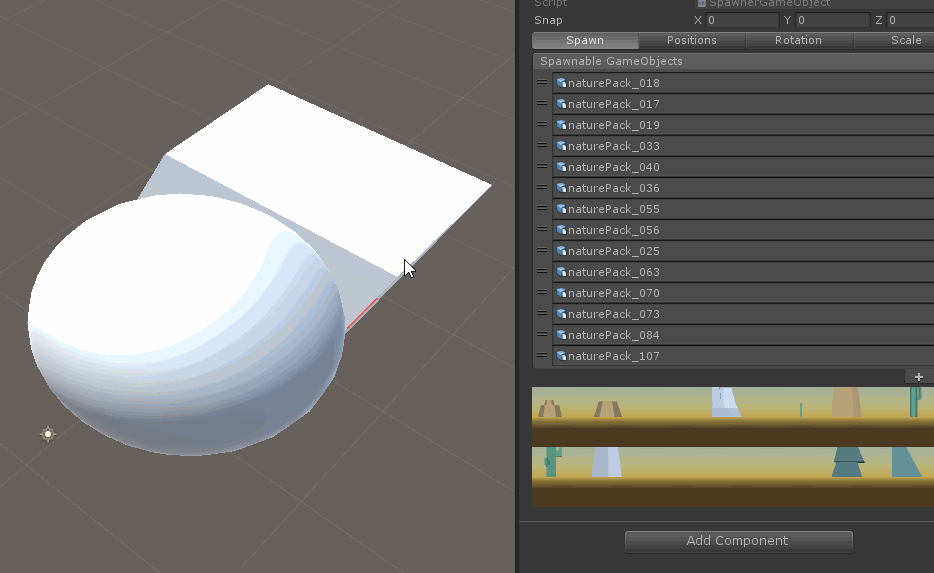 Script SpawnerGameObject
Snap X 0 Y 0 Z 0
Spawn Positions Rotation Scale
Spawnable GameObjects
naturePack_018
naturePack_017
naturePack_019
naturePack_033
naturePack_040
naturePack_036
naturePack_055
naturePack_056
naturePack_025
naturePack_063
naturePack_070
naturePack_073
naturePack_084
naturePack_107
+
Add Component